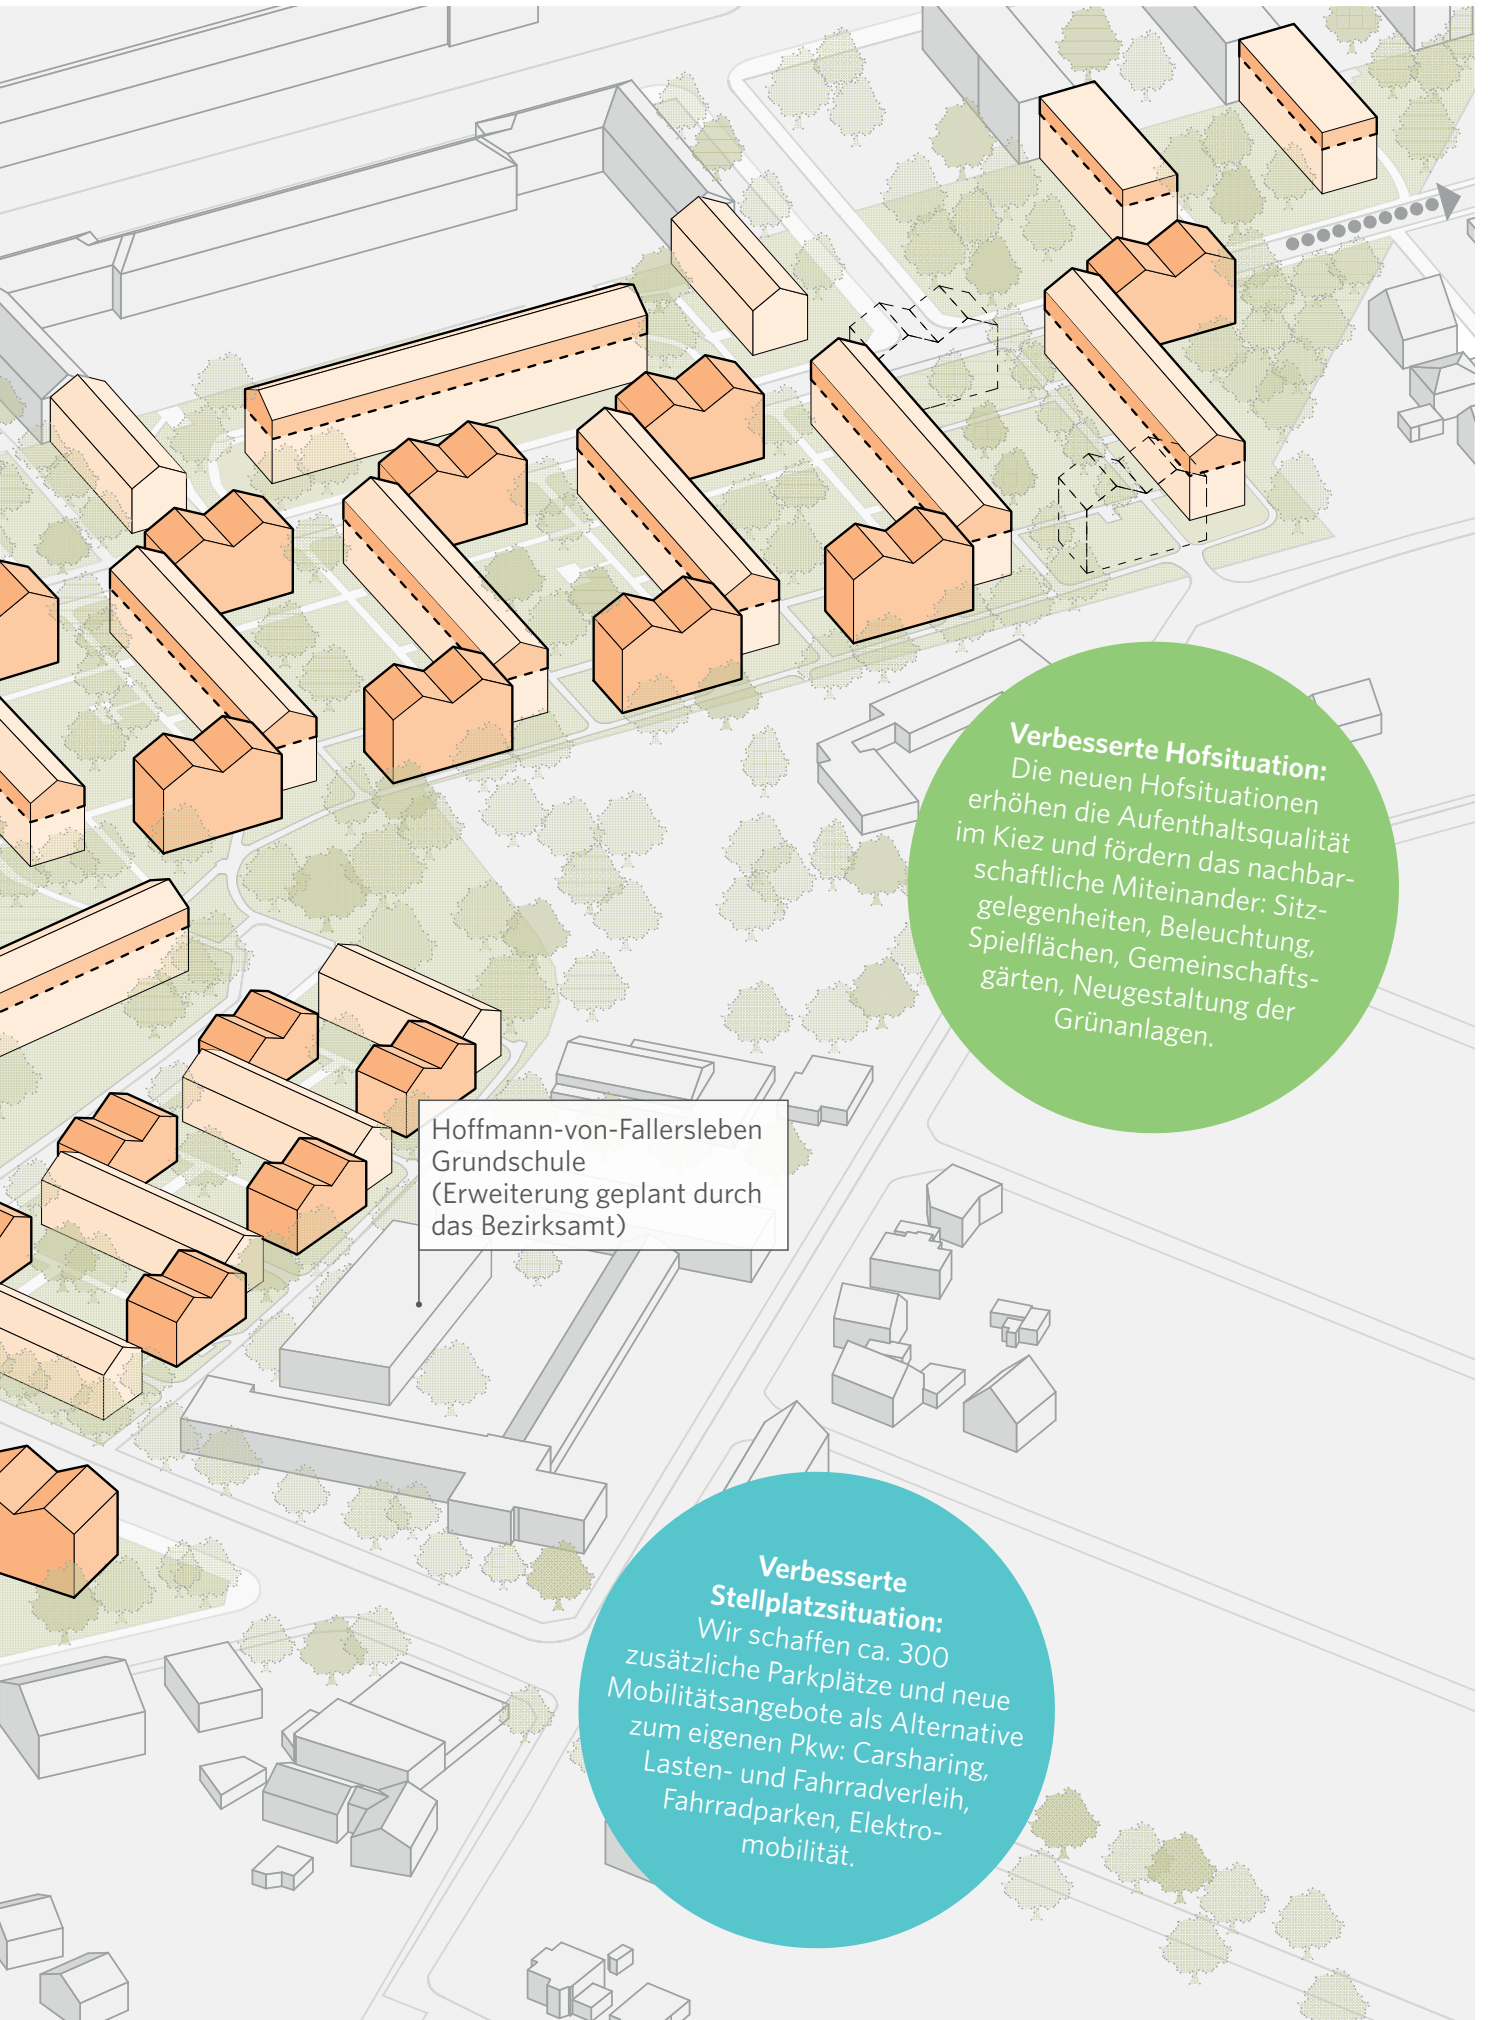 Verbesserte Hofsituation:
Die neuen Hofsituationen
erhöhen die Aufenthaltsqualität
im Kiez und fördern das nachbar-
schaftliche Miteinander: Sitz-
gelegenheiten, Beleuchtung,
Spielflächen, Gemeinschafts-
gärten, Neugestaltung der
Grünanlagen.
Hoffmann-von-Fallersleben
Grundschule
(Erweiterung geplant durch
das Bezirksamt)
Verbesserte
Stellplatzsituation:
Wir schaffen ca. 300
zusätzliche Parkplätze und neue
Mobilitätsangebote als Alternative
zum eigenen Pkw: Carsharing,
Lasten- und Fahrradverleih,
Fahrradparken, Elektro-
mobilität.